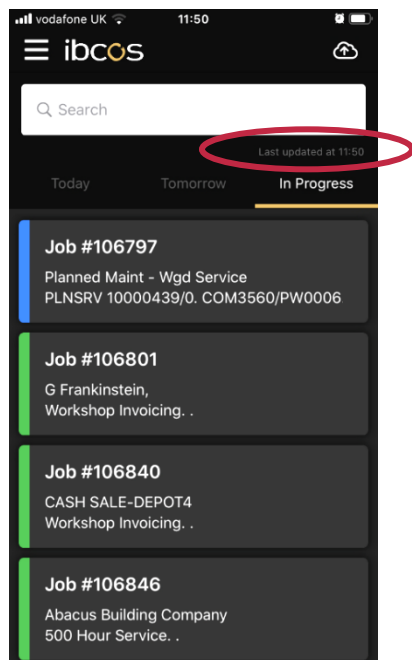 vodafone UK 11:50
ibcos
Search
Last updated at 11:50
Today Tomorrow In Progress
Job #106797
Planned Maint - Wgd Service
PLNSRV 10000439/0. COM3560/PW0006
Job #106801
G Frankinstein,
Workshop Invoicing. .
Job #106840
CASH SALE-DEPOT4
Workshop Invoicing. .
Job #106846
Abacus Building Company
500 Hour Service. .